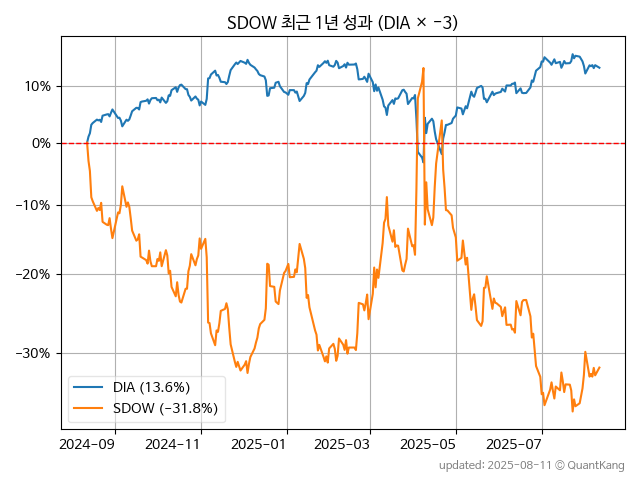 SDOW 최근 1년 성과 (DIA × −3)
10%
0%
−10%
−20%
−30%
DIA (13.6%)
SDOW (−31.8%)
2024−09
2024−11
2025−01
2025−03
2025−05
2025−07
updated: 2025-08-11 © QuantKang